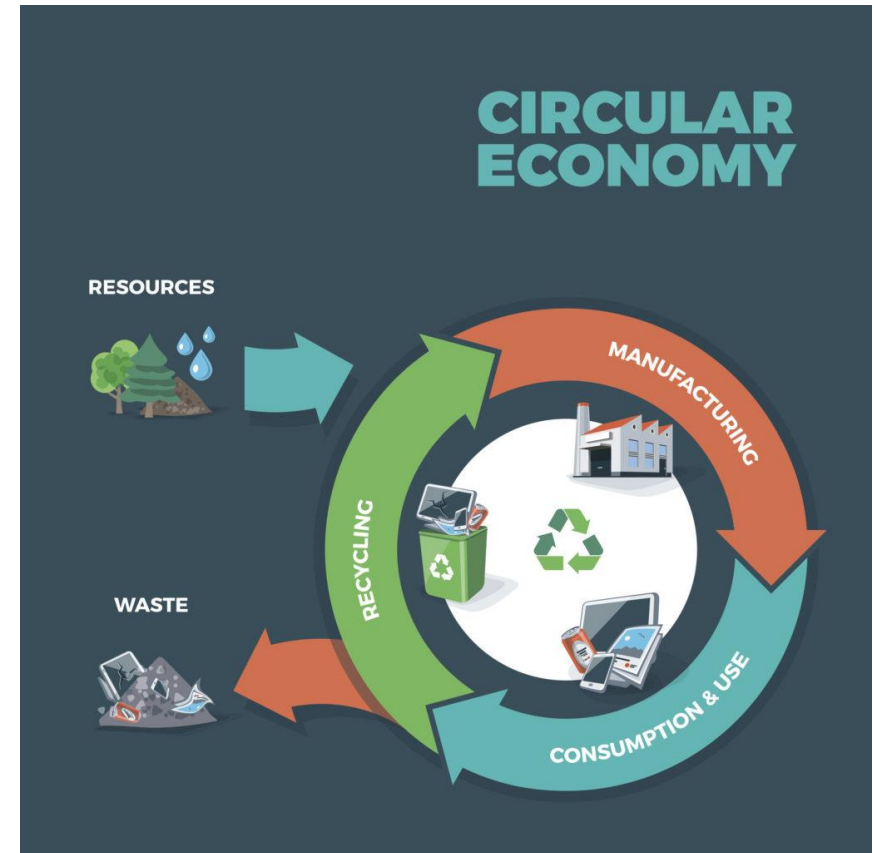 CIRCULAR
ECONOMY
RESOURCES
MANUFACTURING
RECYCLING
WASTE
CONSUMPTION & USE